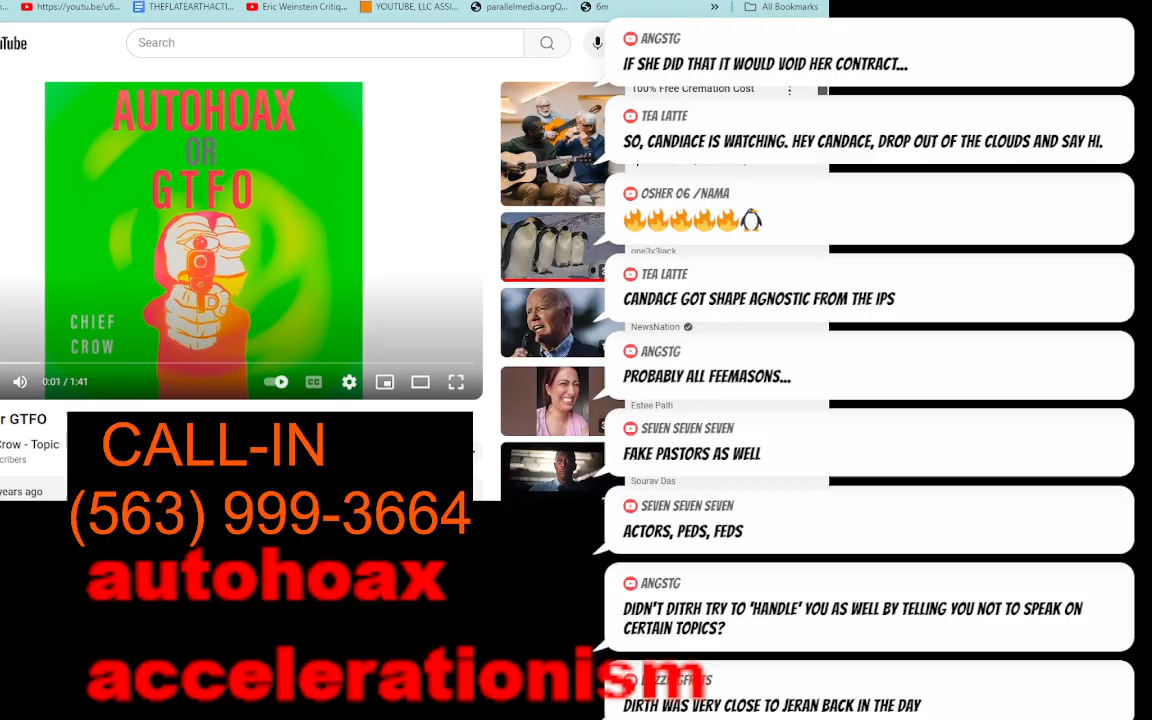 https://youtu.be/u6...
THEFLATEARTHACTI...
Eric Weinstein Critiq...
YOUTUBE, LLC ASSI...
parallelmedia.orgQ...
6m
»
All Bookmarks
uTube
Search
AUTOHOAX
OR
GTFO
CHIEF
CROW
0:01 / 1:41
CC
r GTFO
Crow - Topic
cribers
years ago
CALL-IN
(563) 999-3664
autohoax
accelerationism
100% Free Cremation Cost
one3y3jack
NewsNation
Estee Palti
Sourav Das
ANGSTG
IF SHE DID THAT IT WOULD VOID HER CONTRACT...
TEA LATTE
SO, CANDIACE IS WATCHING. HEY CANDACE, DROP OUT OF THE CLOUDS AND SAY HI.
OSHER 06 /NAMA
🔥🔥🔥🔥🔥🐧
TEA LATTE
CANDACE GOT SHAPE AGNOSTIC FROM THE IPS
ANGSTG
PROBABLY ALL FEEMASONS...
SEVEN SEVEN SEVEN
FAKE PASTORS AS WELL
SEVEN SEVEN SEVEN
ACTORS, PEDS, FEDS
ANGSTG
DIDN'T DITRH TRY TO 'HANDLE' YOU AS WELL BY TELLING YOU NOT TO SPEAK ON
CERTAIN TOPICS?
DIRTH WAS VERY CLOSE TO JERAN BACK IN THE DAY